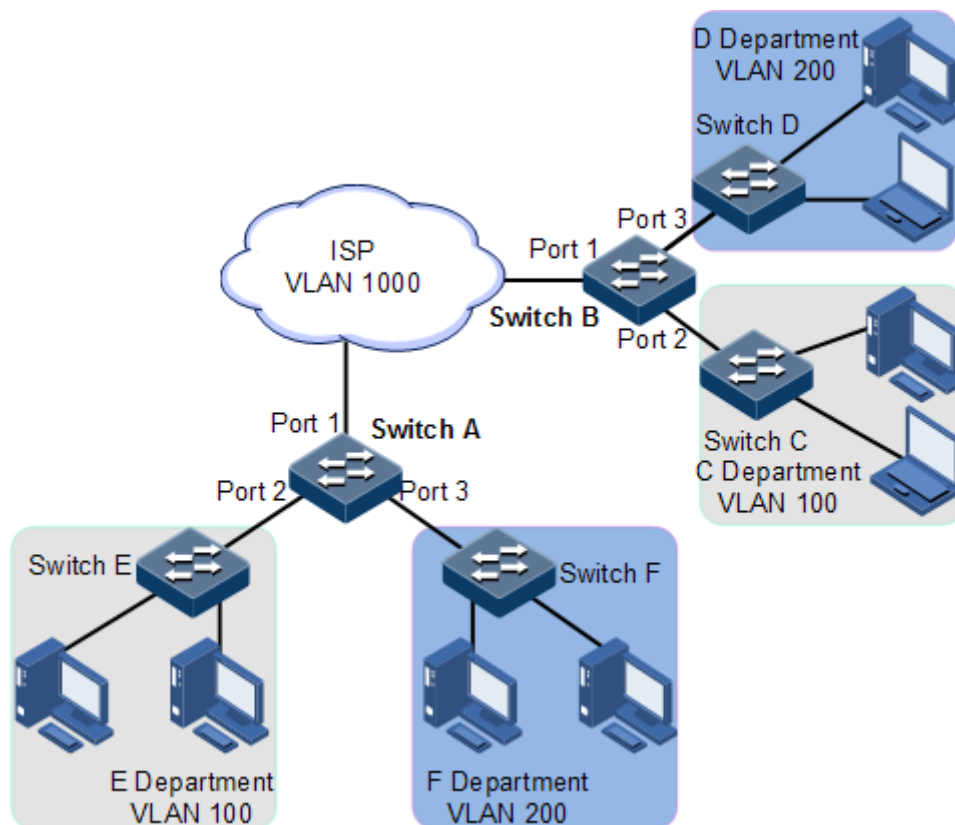 D Department
VLAN 200
Switch D
Port 3
Port 1
ISP
VLAN 1000
Switch B
Port 2
Switch C
C Department
VLAN 100
Port 1
Switch A
Port 2
Port 3
Switch E
Switch F
E Department
VLAN 100
F Department
VLAN 200